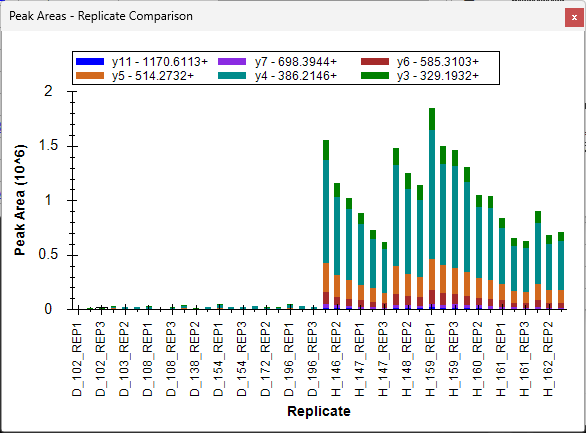 Peak Areas - Replicate Comparison
x
y11 - 1170.6113+ y7 - 698.3944+ y6 - 585.3103+
y5 - 514.2732+ y4 - 386.2146+ y3 - 329.1932+
2
1.5
1
0.5
0
Peak Area (10^6)
D_102_REP1
D_102_REP3
D_103_REP2
D_108_REP1
D_108_REP3
D_138_REP2
D_154_REP1
D_154_REP3
D_172_REP2
D_196_REP1
D_196_REP3
H_146_REP2
H_147_REP1
H_147_REP3
H_148_REP2
H_159_REP1
H_159_REP3
H_160_REP2
H_161_REP1
H_161_REP3
H_162_REP2
Replicate